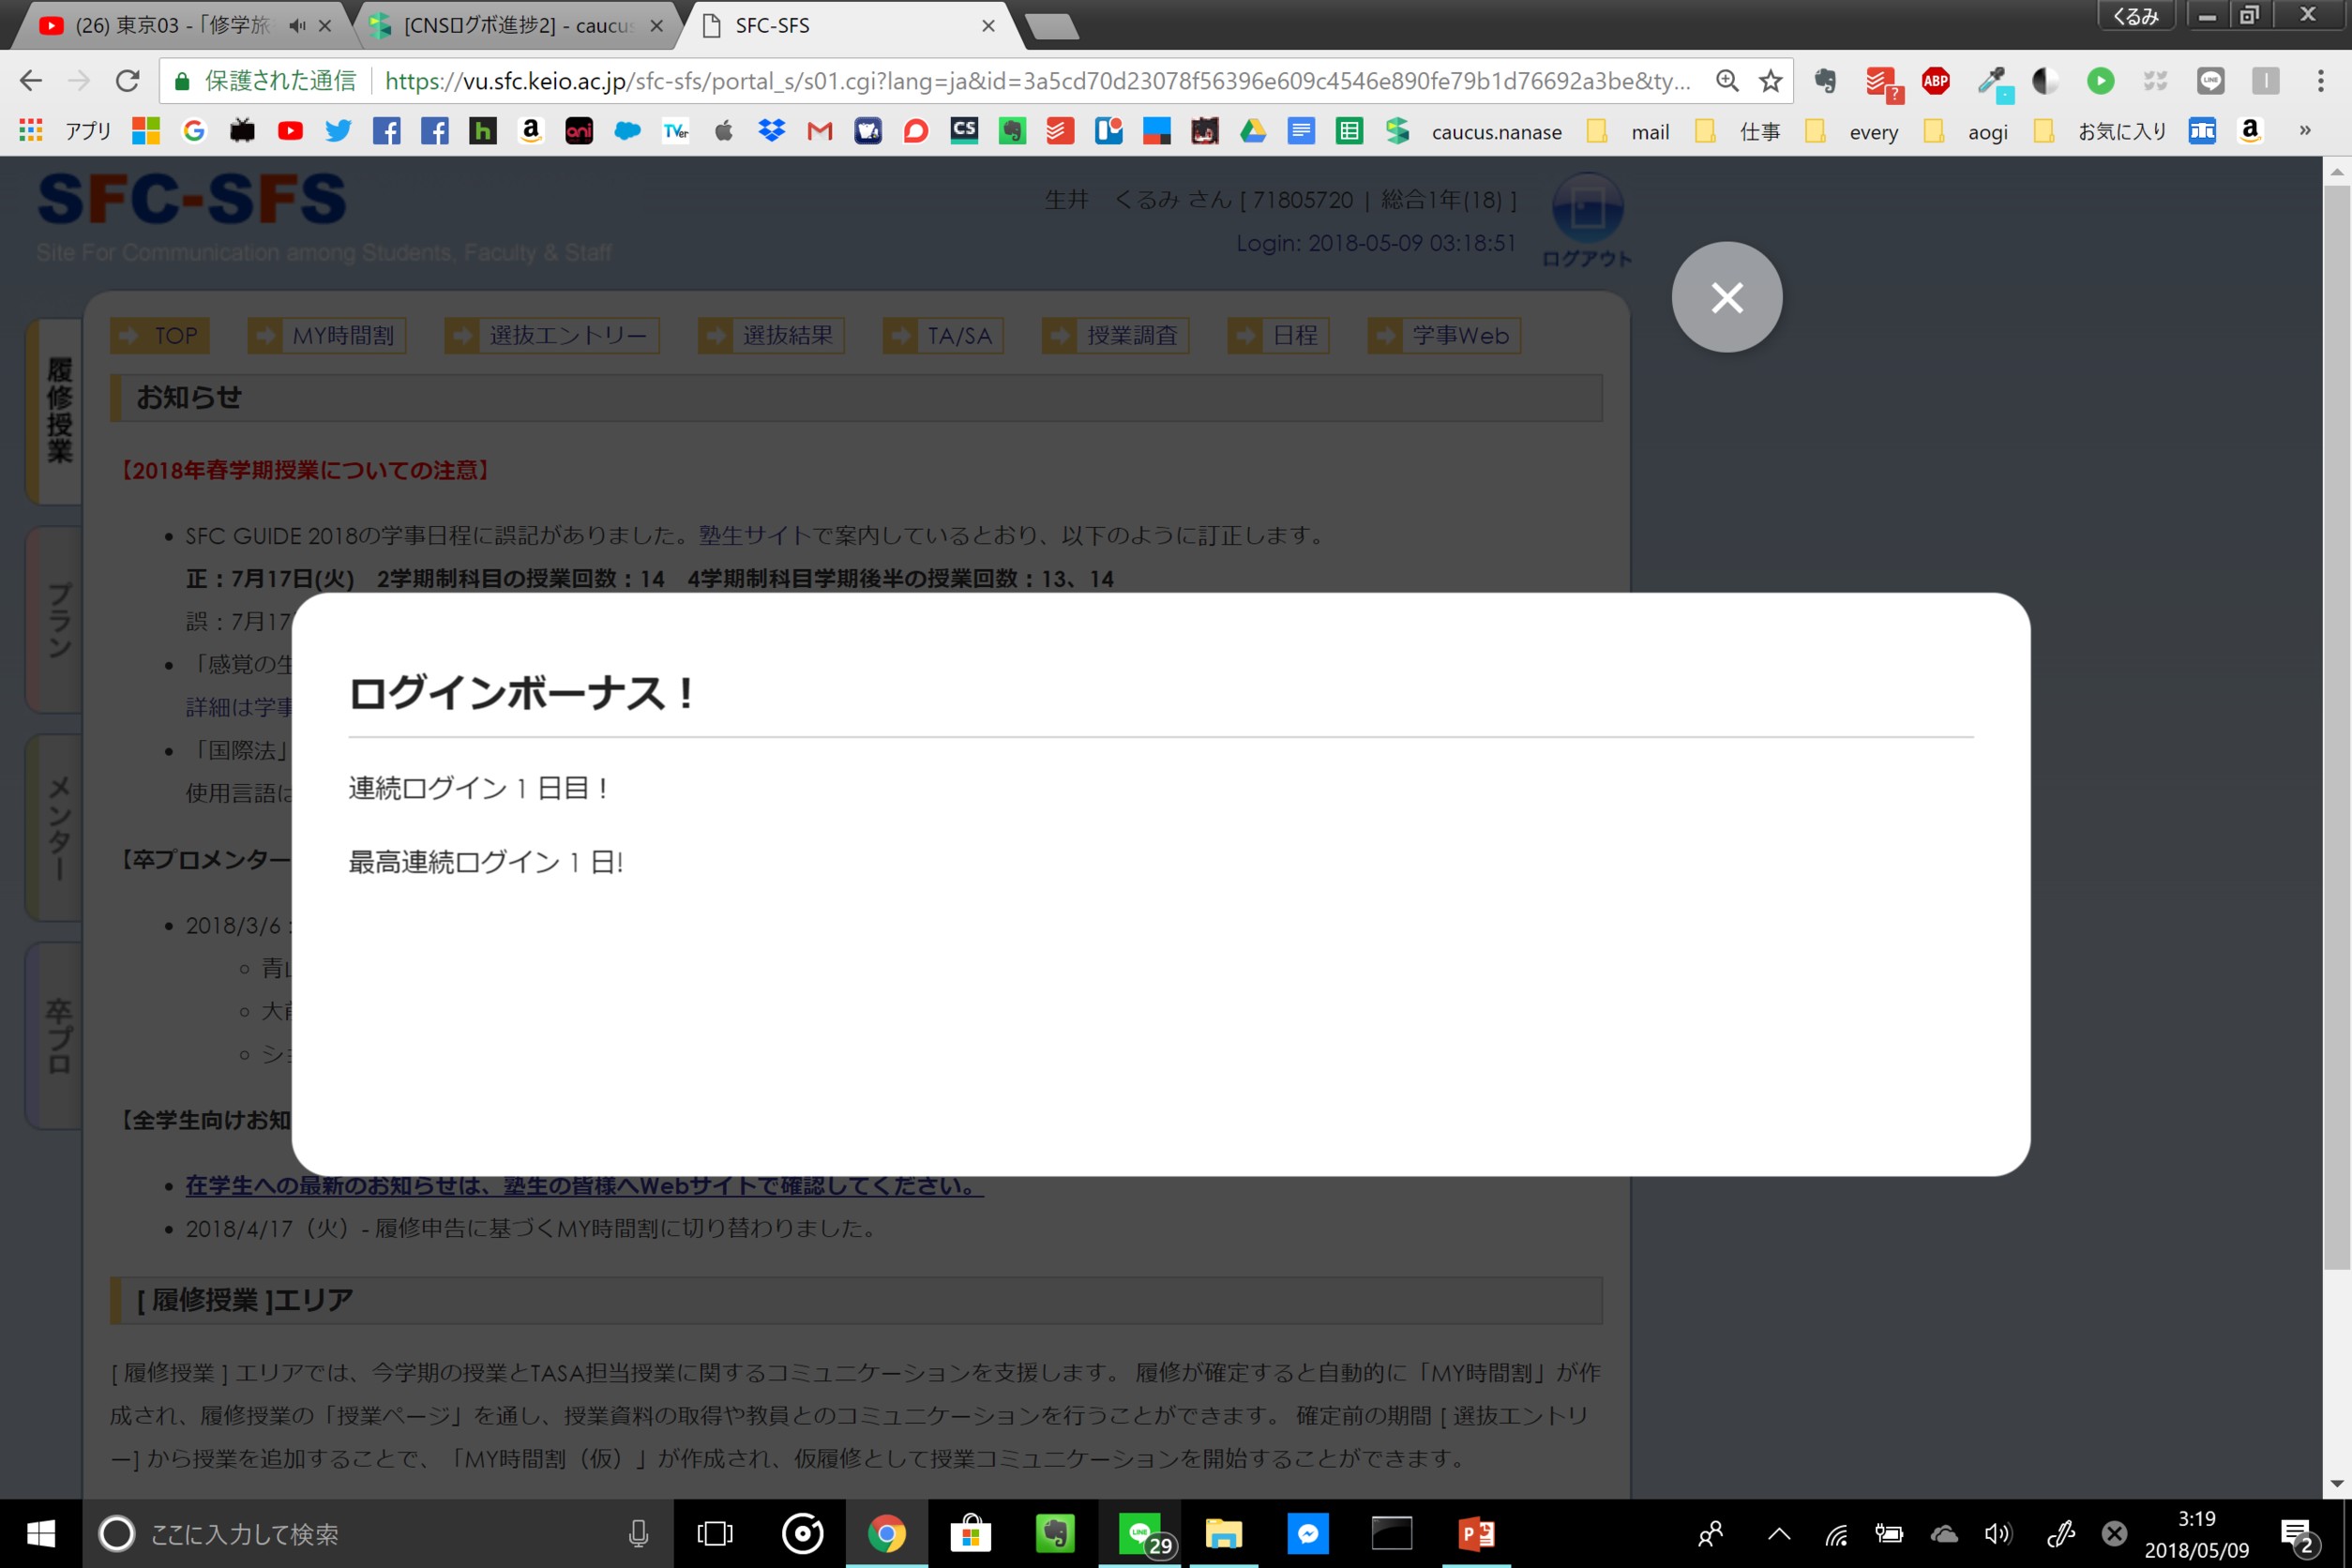 (26) 東京03 - 「修学旅
[CNSログボ進捗2] - caucu
SFC-SFS
くるみ
保護された通信
https://vu.sfc.keio.ac.jp/sfc-sfs/portal_s/s01.cgi?lang=ja&id=3a5cd70d23078f56396e609c4546e890fe79b1d76692a3be&ty...
アプリ
caucus.nanase
mail
仕事
every
aogi
お気に入り
»
SFC-SFS
Site For Communication among Students, Faculty & Staff
生井　くるみ さん [ 71805720 | 総合1年(18) ]
Login: 2018-05-09 03:18:51
ログアウト
履修授業
プラン
メンター
卒プロ
TOP
MY時間割
選抜エントリー
選抜結果
TA/SA
授業調査
日程
学事Web
お知らせ
【2018年春学期授業についての注意】
SFC GUIDE 2018の学事日程に誤記がありました。塾生サイトで案内しているとおり、以下のように訂正します。
正：7月17日(火)　2学期制科目の授業回数：14　4学期制科目学期後半の授業回数：13、14
誤：7月17
「感覚の生
詳細は学事
「国際法」
使用言語は
【卒プロメンター
2018/3/6 :
青山
大前
ショ
【全学生向けお知
ログインボーナス！
連続ログイン 1 日目！
最高連続ログイン 1 日!
在学生への最新のお知らせは、塾生の皆様へWebサイトで確認してください。
2018/4/17（火）- 履修申告に基づくMY時間割に切り替わりました。
[ 履修授業 ]エリア
[ 履修授業 ] エリアでは、今学期の授業とTASA担当授業に関するコミュニケーションを支援します。 履修が確定すると自動的に「MY時間割」が作
成され、履修授業の「授業ページ」を通し、授業資料の取得や教員とのコミュニケーションを行うことができます。 確定前の期間 [ 選抜エントリ
ー] から授業を追加することで、「MY時間割（仮）」が作成され、仮履修として授業コミュニケーションを開始することができます。
ここに入力して検索
29
3:19
2018/05/09
2